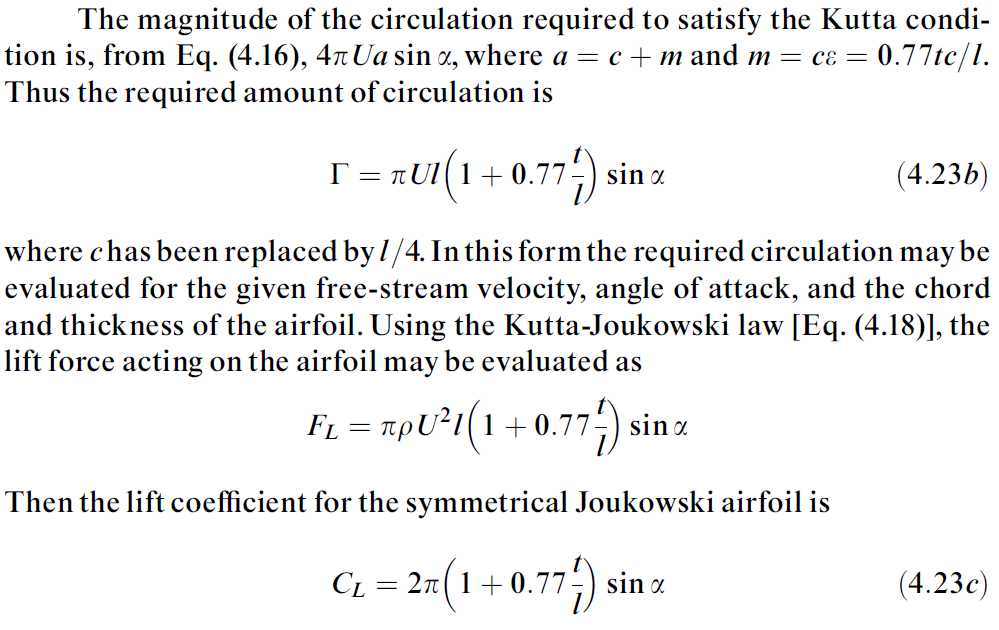 The magnitude of the circulation required to satisfy the Kutta condi-
tion is, from Eq. (4.16), 4πUa sin α, where a = c + m and m = cε = 0.77tc/l.
Thus the required amount of circulation is
Γ = πUl(1 + 0.77 t/l) sin α (4.23b)
where c has been replaced by l/4. In this form the required circulation may be
evaluated for the given free-stream velocity, angle of attack, and the chord
and thickness of the airfoil. Using the Kutta-Joukowski law [Eq. (4.18)], the
lift force acting on the airfoil may be evaluated as
F_L = πρU²l(1 + 0.77 t/l) sin α
Then the lift coefficient for the symmetrical Joukowski airfoil is
C_L = 2π(1 + 0.77 t/l) sin α (4.23c)